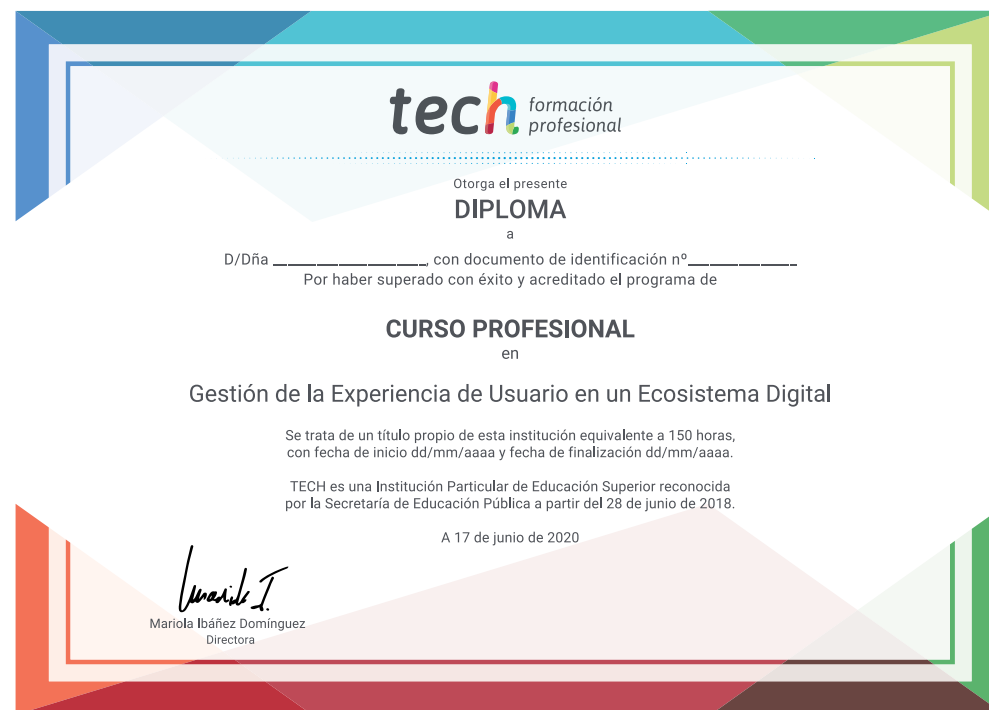 tech formación
profesional
Otorga el presente
DIPLOMA
a
D/Dña ____________________, con documento de identificación nº______________
Por haber superado con éxito y acreditado el programa de
CURSO PROFESIONAL
en
Gestión de la Experiencia de Usuario en un Ecosistema Digital
Se trata de un título propio de esta institución equivalente a 150 horas,
con fecha de inicio dd/mm/aaaa y fecha de finalización dd/mm/aaaa.
TECH es una Institución Particular de Educación Superior reconocida
por la Secretaría de Educación Pública a partir del 28 de junio de 2018.
A 17 de junio de 2020
Mariola Ibáñez Domínguez
Directora